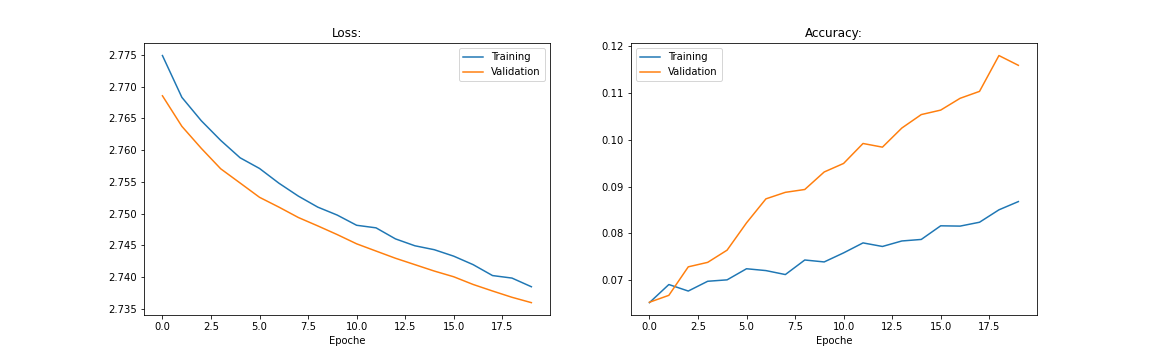 Loss:
Training
Validation
2.775
2.770
2.765
2.760
2.755
2.750
2.745
2.740
2.735
0.0 2.5 5.0 7.5 10.0 12.5 15.0 17.5
Epoche
Accuracy:
Training
Validation
0.12
0.11
0.10
0.09
0.08
0.07
0.0 2.5 5.0 7.5 10.0 12.5 15.0 17.5
Epoche